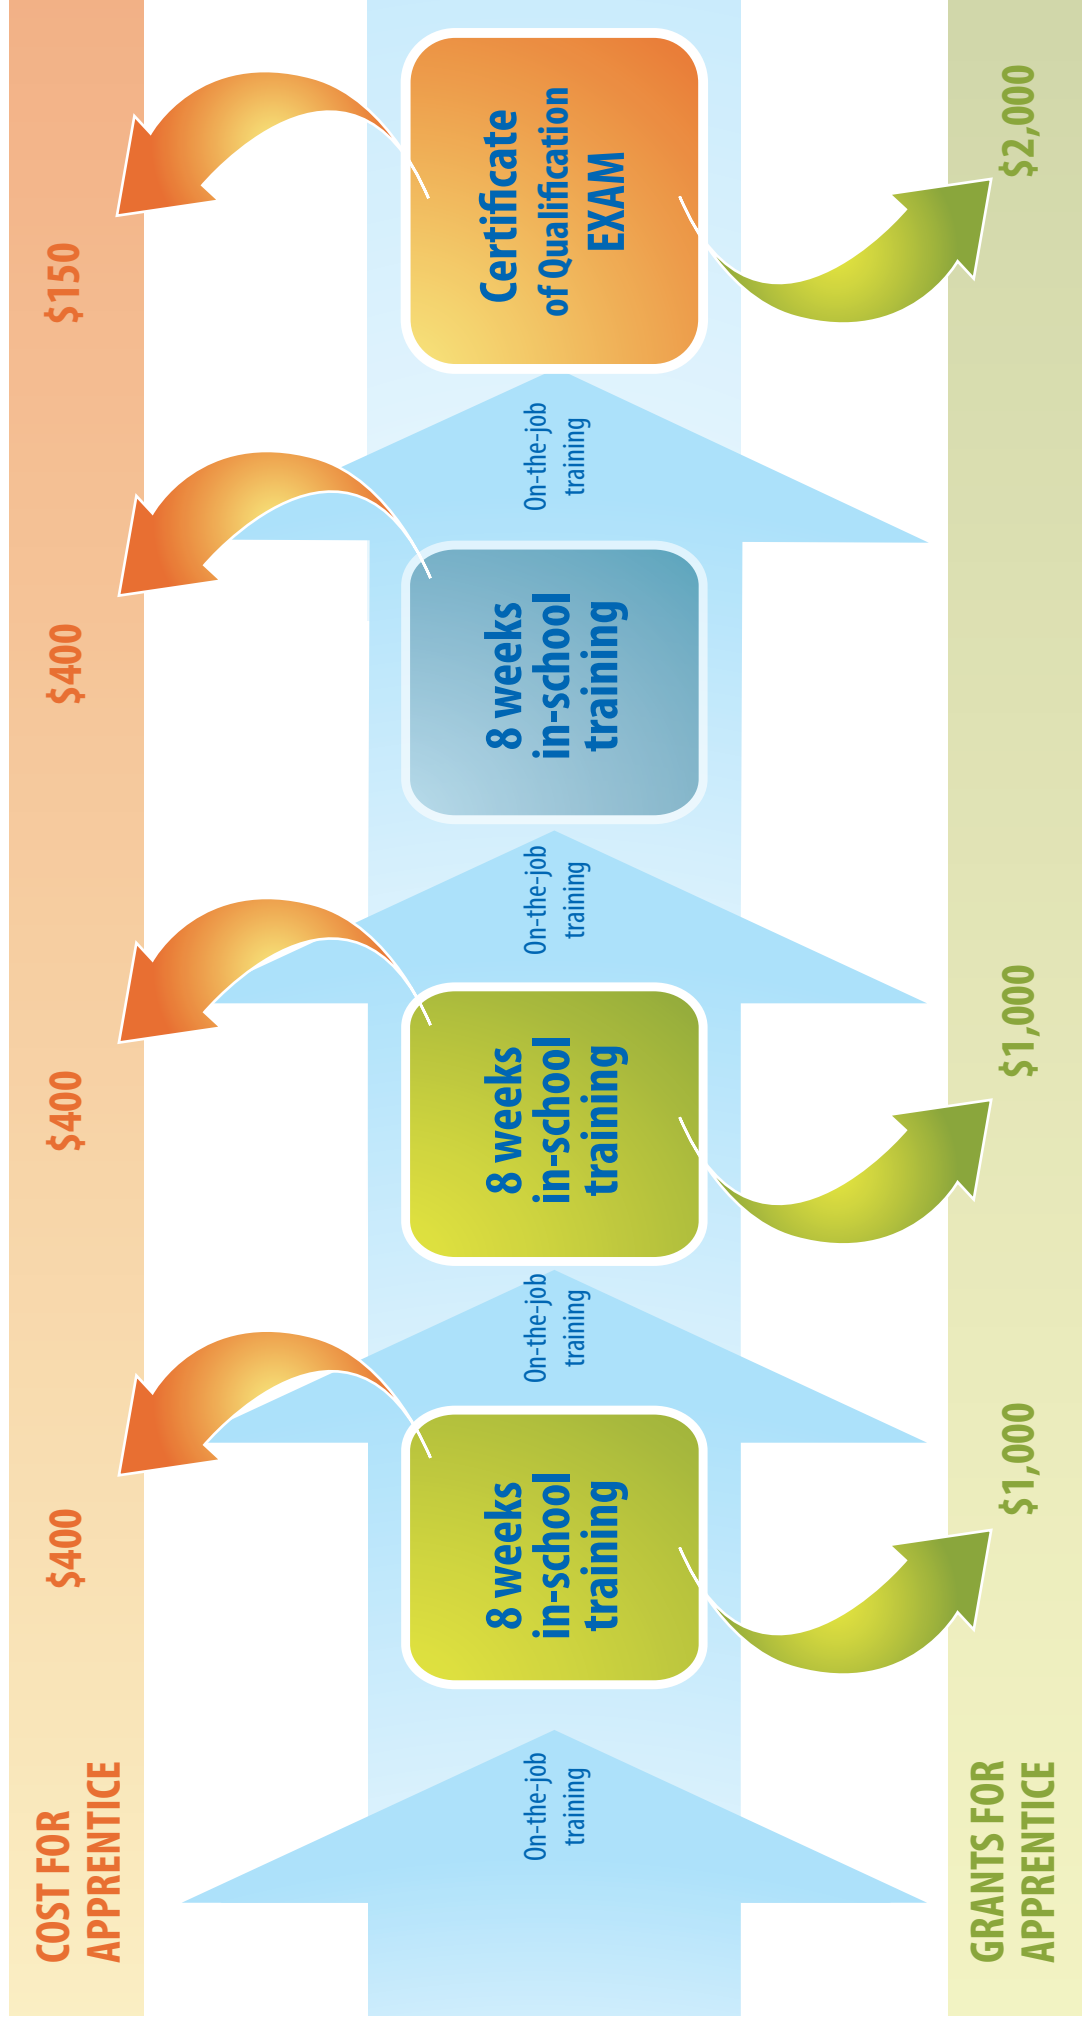 COST FOR
APPRENTICE
$400
$400
$400
$150
On-the-job
training
8 weeks
in-school
training
On-the-job
training
8 weeks
in-school
training
On-the-job
training
8 weeks
in-school
training
On-the-job
training
Certificate
of Qualification
EXAM
GRANTS FOR
APPRENTICE
$1,000
$1,000
$2,000